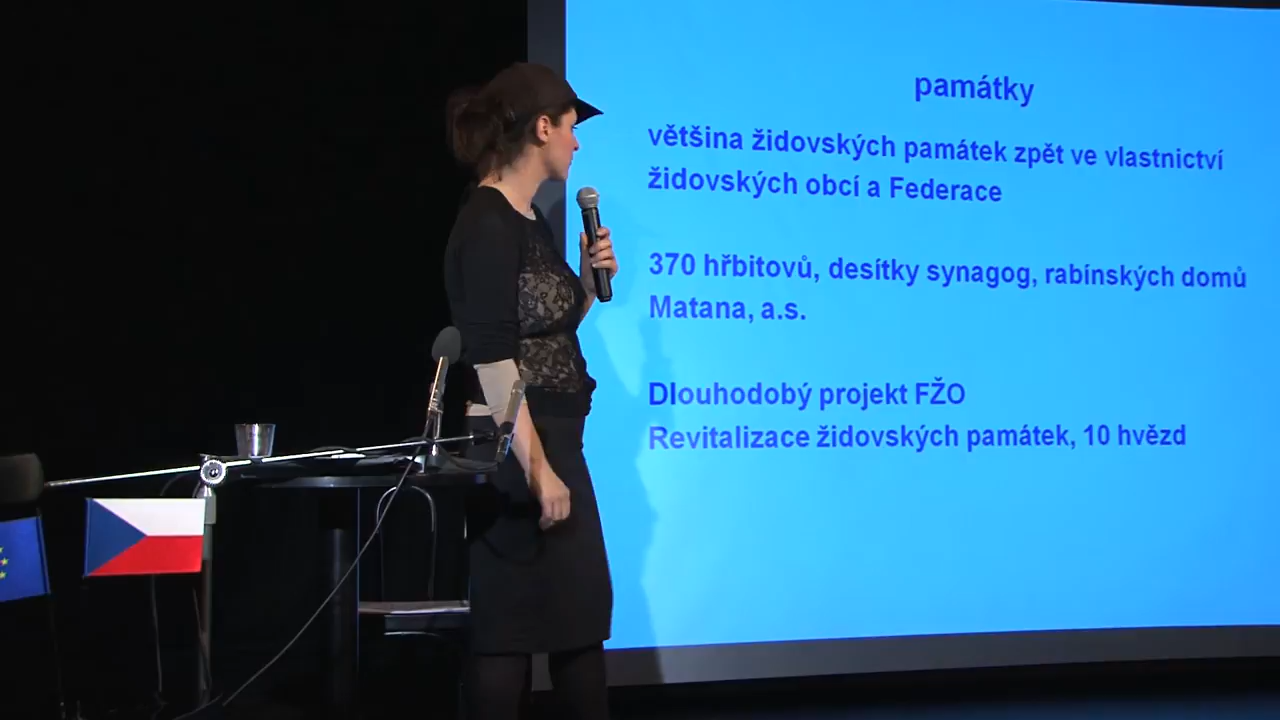 památky
většina židovských památek zpět ve vlastnictví
židovských obcí a Federace
370 hřbitovů, desítky synagog, rabínských domů
Matana, a.s.
Dlouhodobý projekt FŽO
Revitalizace židovských památek, 10 hvězd